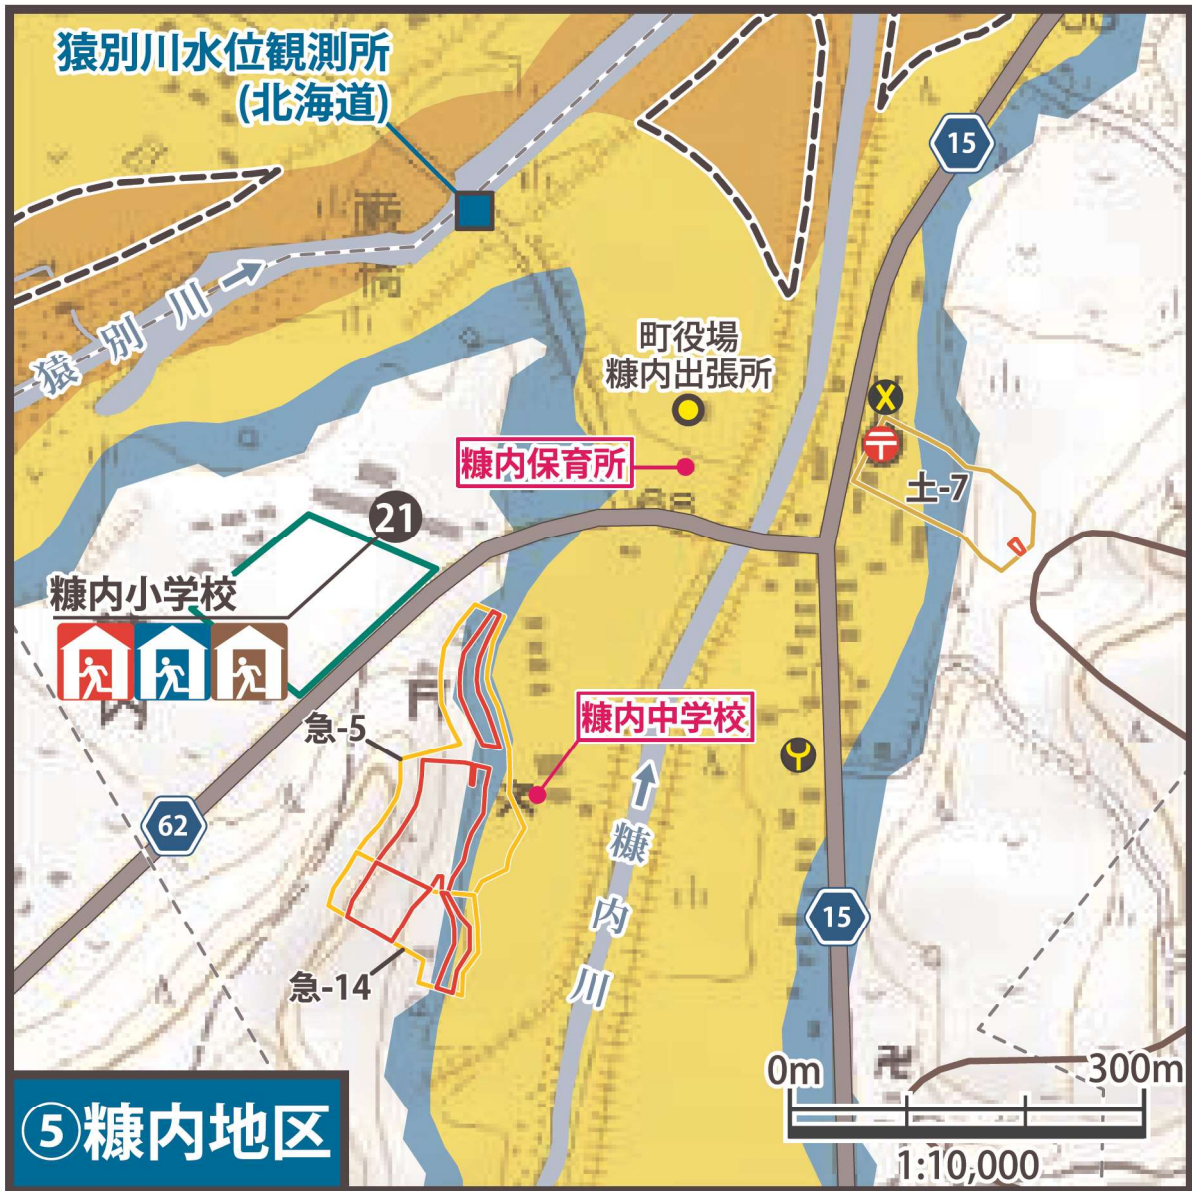 猿別川水位観測所
(北海道)
15
猿別川
町役場
糠内出張所
X
〒
糠内保育所
土-7
21
糠内小学校
糠内中学校
急-5
62
糠内川
15
急-14
卍
0m
300m
1:10,000
⑤糠内地区